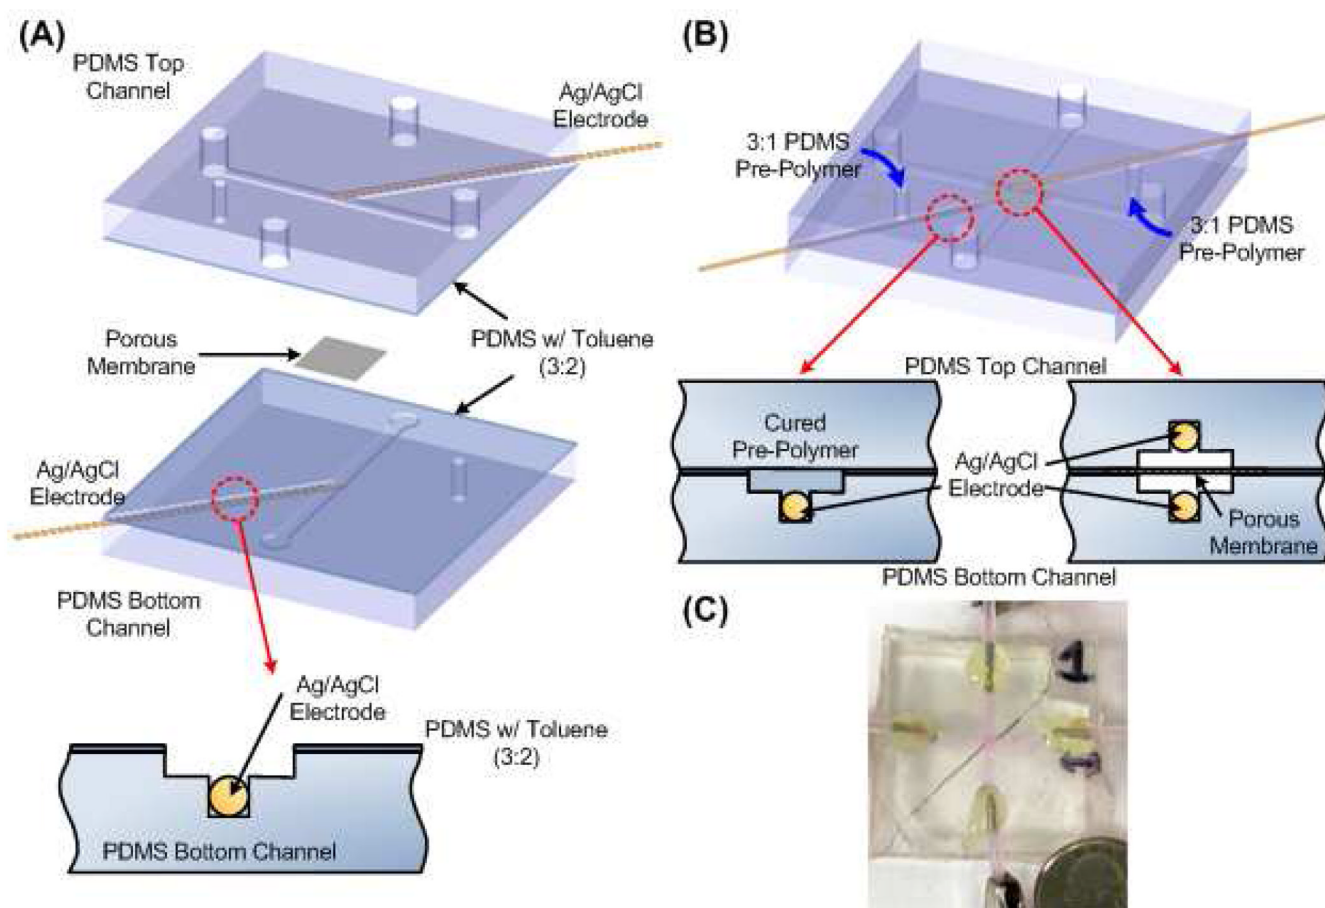 (A)
PDMS Top
Channel
Ag/AgCl
Electrode
Porous
Membrane
PDMS w/ Toluene
(3:2)
Ag/AgCl
Electrode
PDMS Bottom
Channel
Ag/AgCl
Electrode
PDMS w/ Toluene
(3:2)
PDMS Bottom Channel
(B)
3:1 PDMS
Pre-Polymer
3:1 PDMS
Pre-Polymer
PDMS Top Channel
Cured
Pre-Polymer
Ag/AgCl
Electrode
Porous
Membrane
PDMS Bottom Channel
(C)